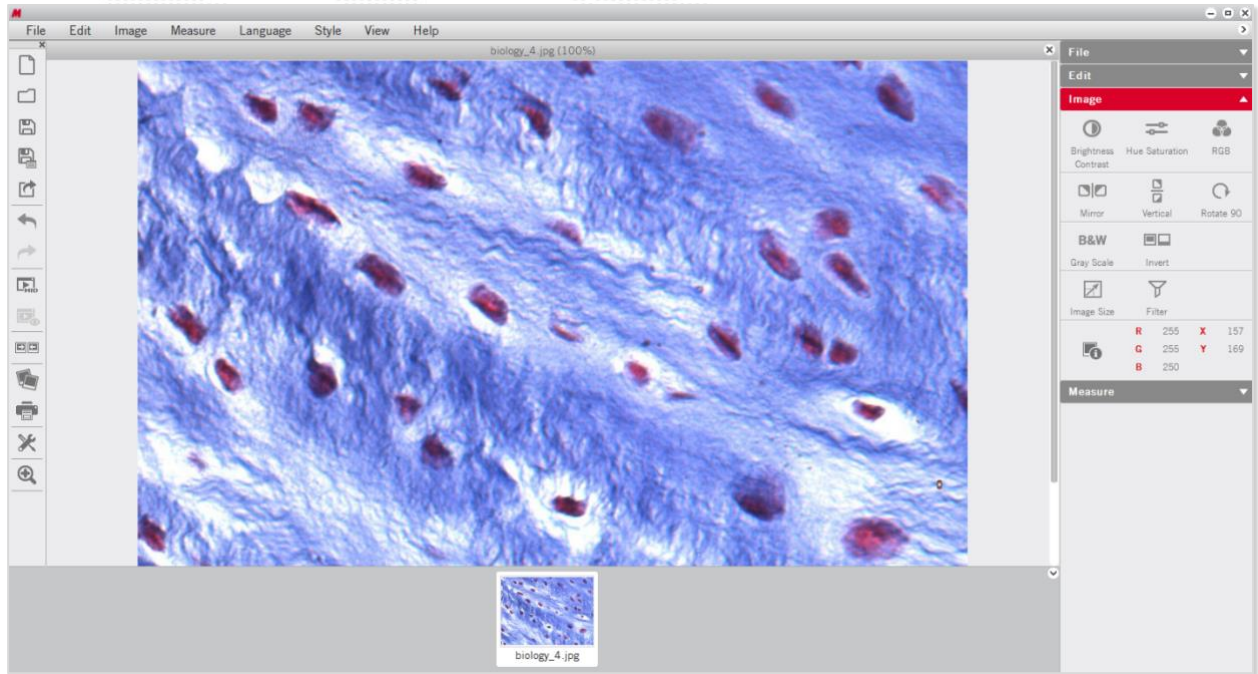 M
File Edit Image Measure Language Style View Help
biology_4.jpg (100%)
File
Edit
Image
Brightness Contrast
Hue Saturation
RGB
Mirror
Vertical
Rotate 90
B&W
Gray Scale
Invert
Image Size
Filter
R 255 X 157
G 255 Y 169
B 250
Measure
biology_4.jpg